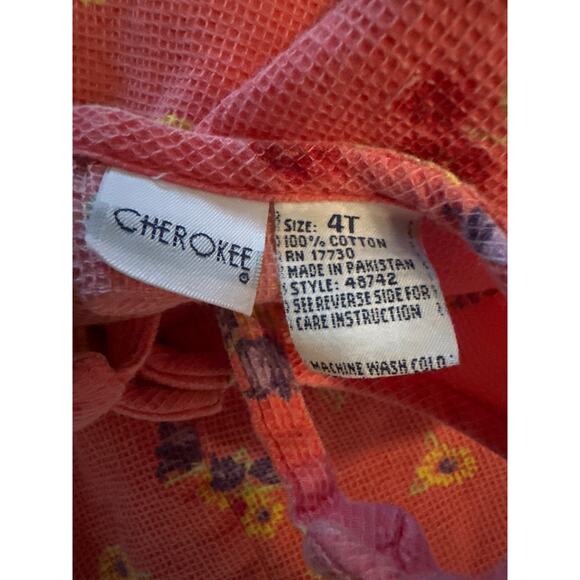 CHEROKEE
SIZE: 4T
100% COTTON
RN 17730
MADE IN PAKISTAN
STYLE: 48742
SEE REVERSE SIDE FOR
CARE INSTRUCTION
MACHINE WASH COLD